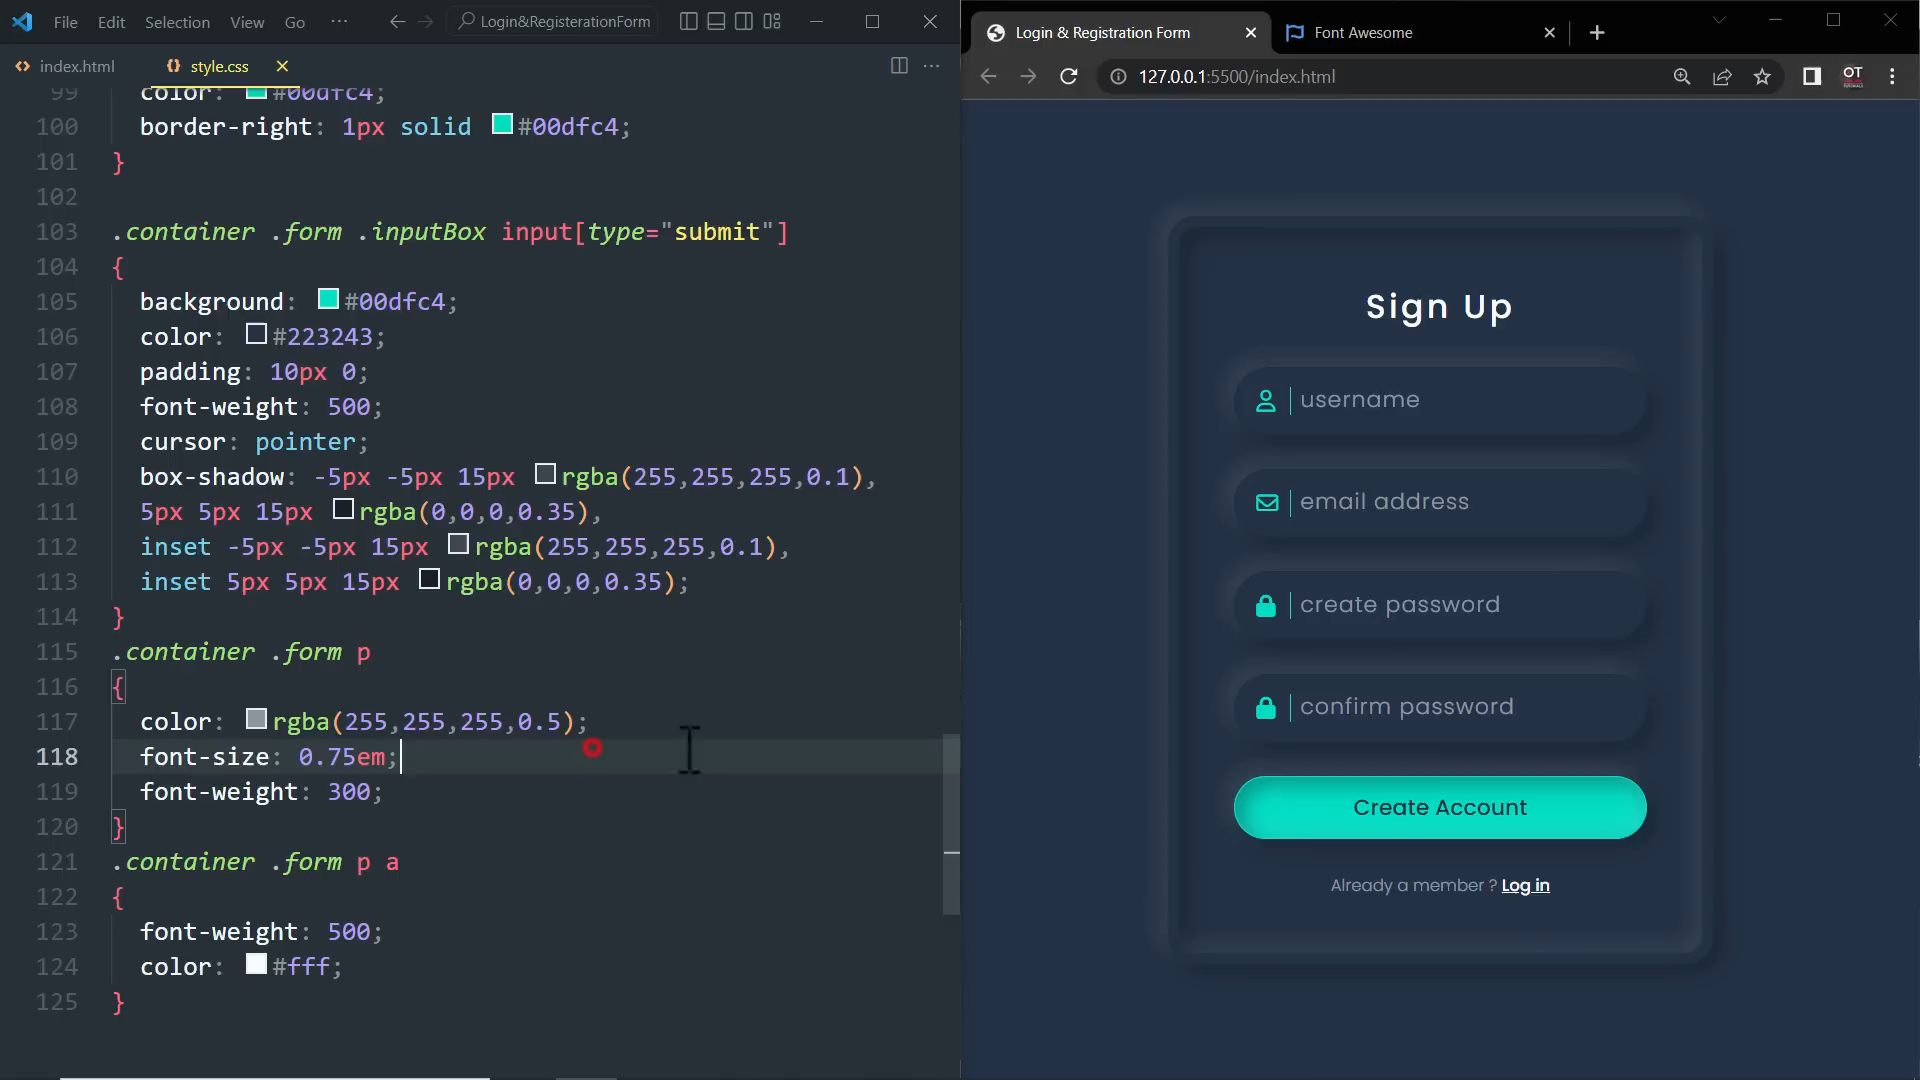 File Edit Selection View Go ··· Login&RegisterationForm
index.html style.css
99 color: #00dfc4;
100 border-right: 1px solid #00dfc4;
101 }
102
103 .container .form .inputBox input[type="submit"]
104 {
105 background: #00dfc4;
106 color: #223243;
107 padding: 10px 0;
108 font-weight: 500;
109 cursor: pointer;
110 box-shadow: -5px -5px 15px rgba(255,255,255,0.1),
111 5px 5px 15px rgba(0,0,0,0.35),
112 inset -5px -5px 15px rgba(255,255,255,0.1),
113 inset 5px 5px 15px rgba(0,0,0,0.35);
114 }
115 .container .form p
116 {
117 color: rgba(255,255,255,0.5);
118 font-size: 0.75em;
119 font-weight: 300;
120 }
121 .container .form p a
122 {
123 font-weight: 500;
124 color: #fff;
125 }
Login & Registration Form Font Awesome
127.0.0.1:5500/index.html OT
Sign Up
username
email address
create password
confirm password
Create Account
Already a member ? Log in